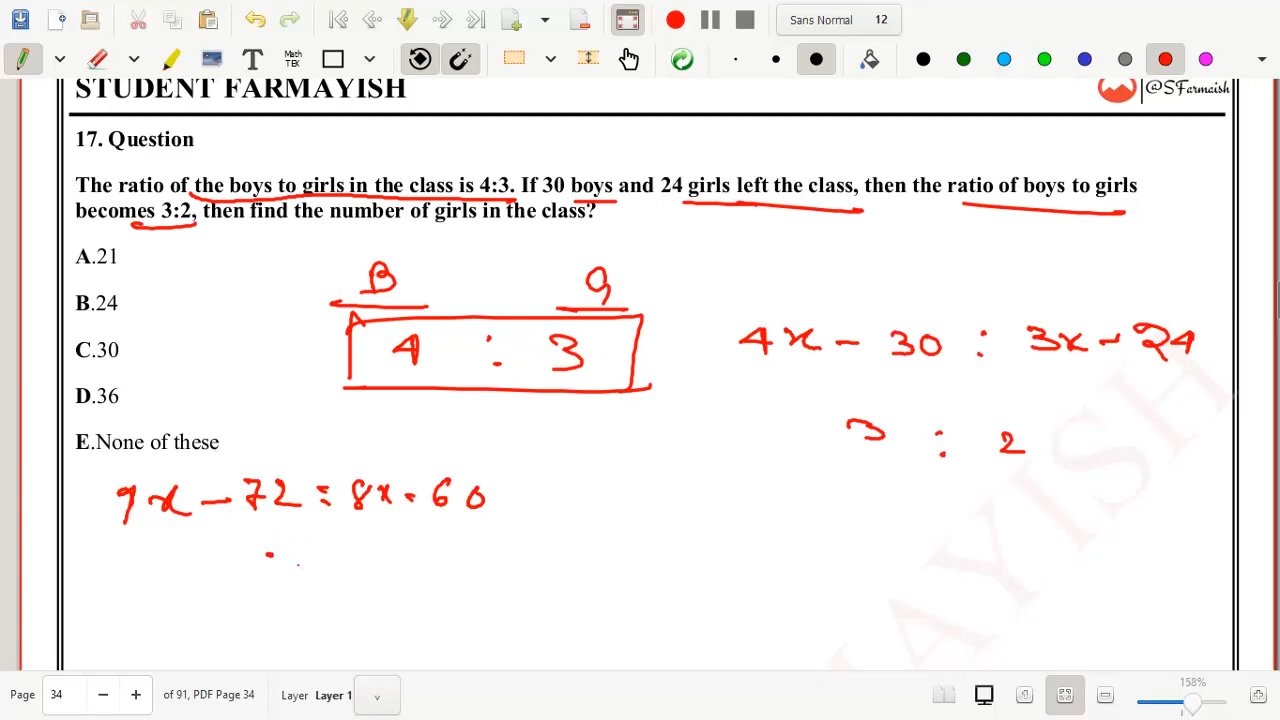 Sans Normal 12
T Math TEX
STUDENT FARMAYISH
@SFarmaish
17. Question
The ratio of the boys to girls in the class is 4:3. If 30 boys and 24 girls left the class, then the ratio of boys to girls
becomes 3:2, then find the number of girls in the class?
A.21
B.24
C.30
D.36
E.None of these
B G
4 : 3
4x - 30 : 3x - 24
3 : 2
9x - 72 = 8x - 60
AYISH
Page 34 of 91, PDF Page 34 Layer Layer 1 158%